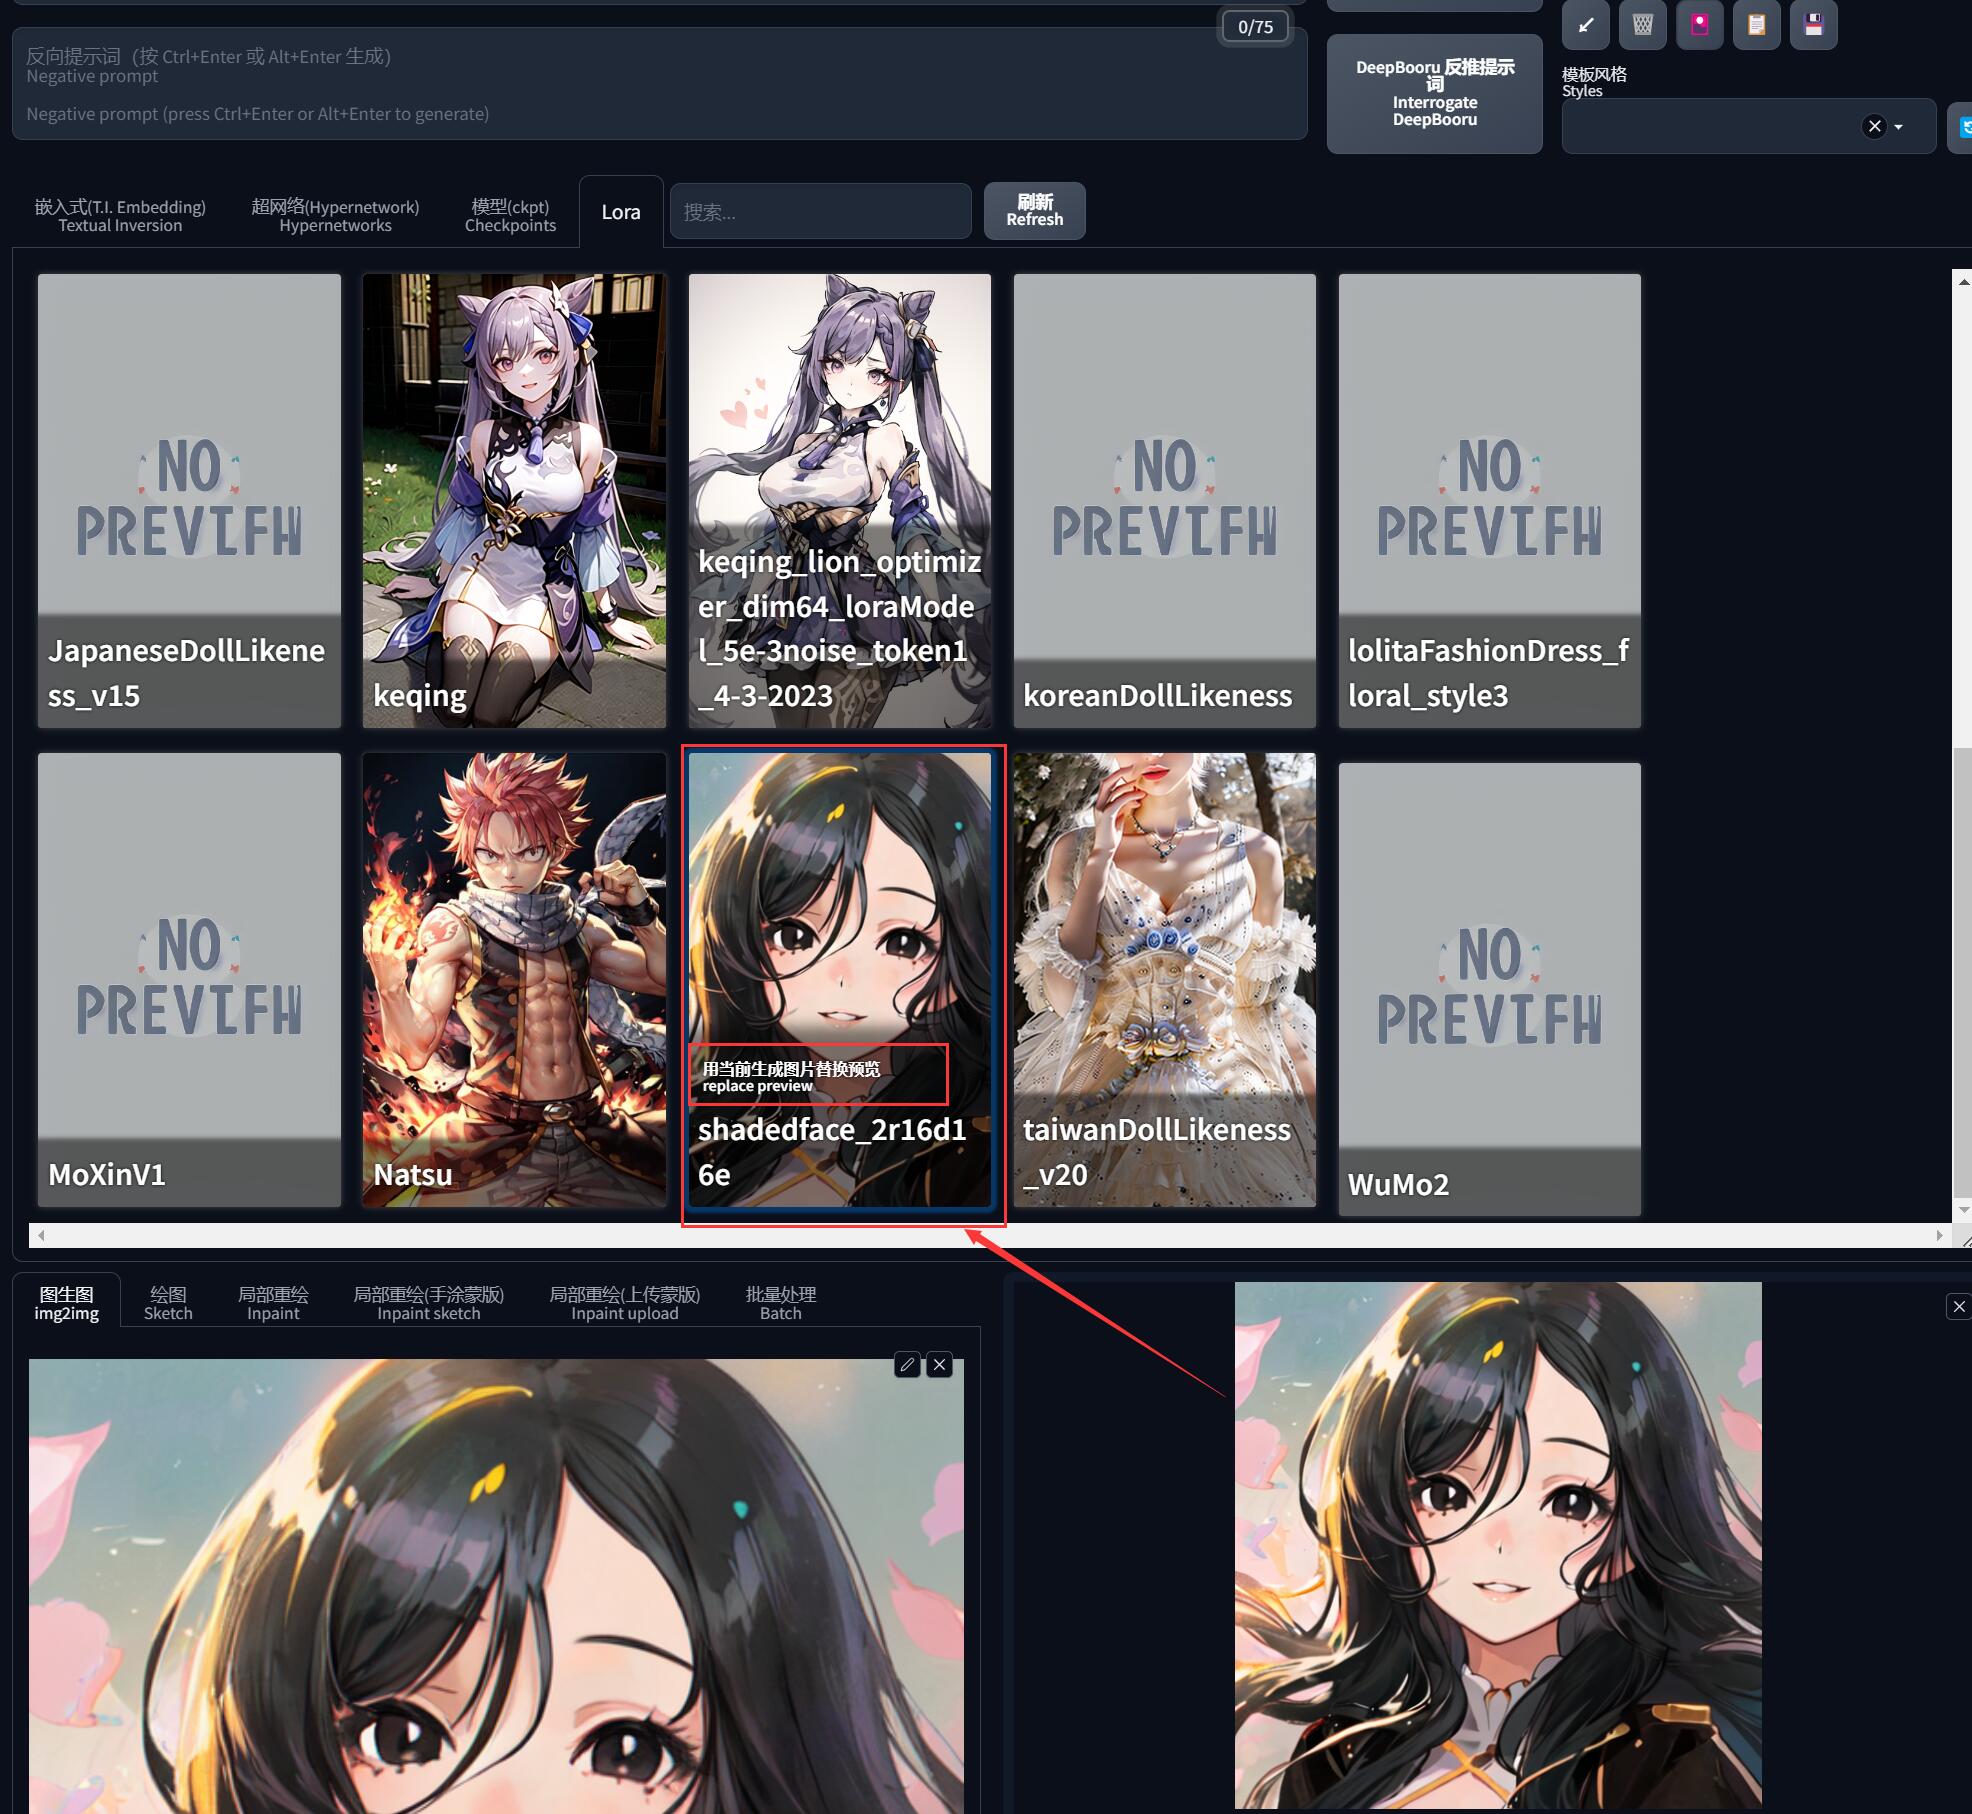 0/75
反向提示词（按 Ctrl+Enter 或 Alt+Enter 生成）
Negative prompt
Negative prompt (press Ctrl+Enter or Alt+Enter to generate)
DeepBooru 反推提示
词
Interrogate
DeepBooru
模板风格
Styles
嵌入式(T.I. Embedding)
Textual Inversion
超网络(Hypernetwork)
Hypernetworks
模型(ckpt)
Checkpoints
Lora
搜索...
刷新
Refresh
NO
PREVIEW
JapaneseDollLikene
ss_v15
keqing
keqing_lion_optimiz
er_dim64_loraMode
l_5e-3noise_token1
_4-3-2023
NO
PREVIEW
koreanDollLikeness
NO
PREVIEW
lolitaFashionDress_f
loral_style3
NO
PREVIEW
MoXinV1
Natsu
用当前生成图片替换预览
replace preview
shadedface_2r16d1
6e
taiwanDollLikeness
_v20
NO
PREVIEW
WuMo2
图生图
img2img
绘图
Sketch
局部重绘
Inpaint
局部重绘(手涂蒙版)
Inpaint sketch
局部重绘(上传蒙版)
Inpaint upload
批量处理
Batch